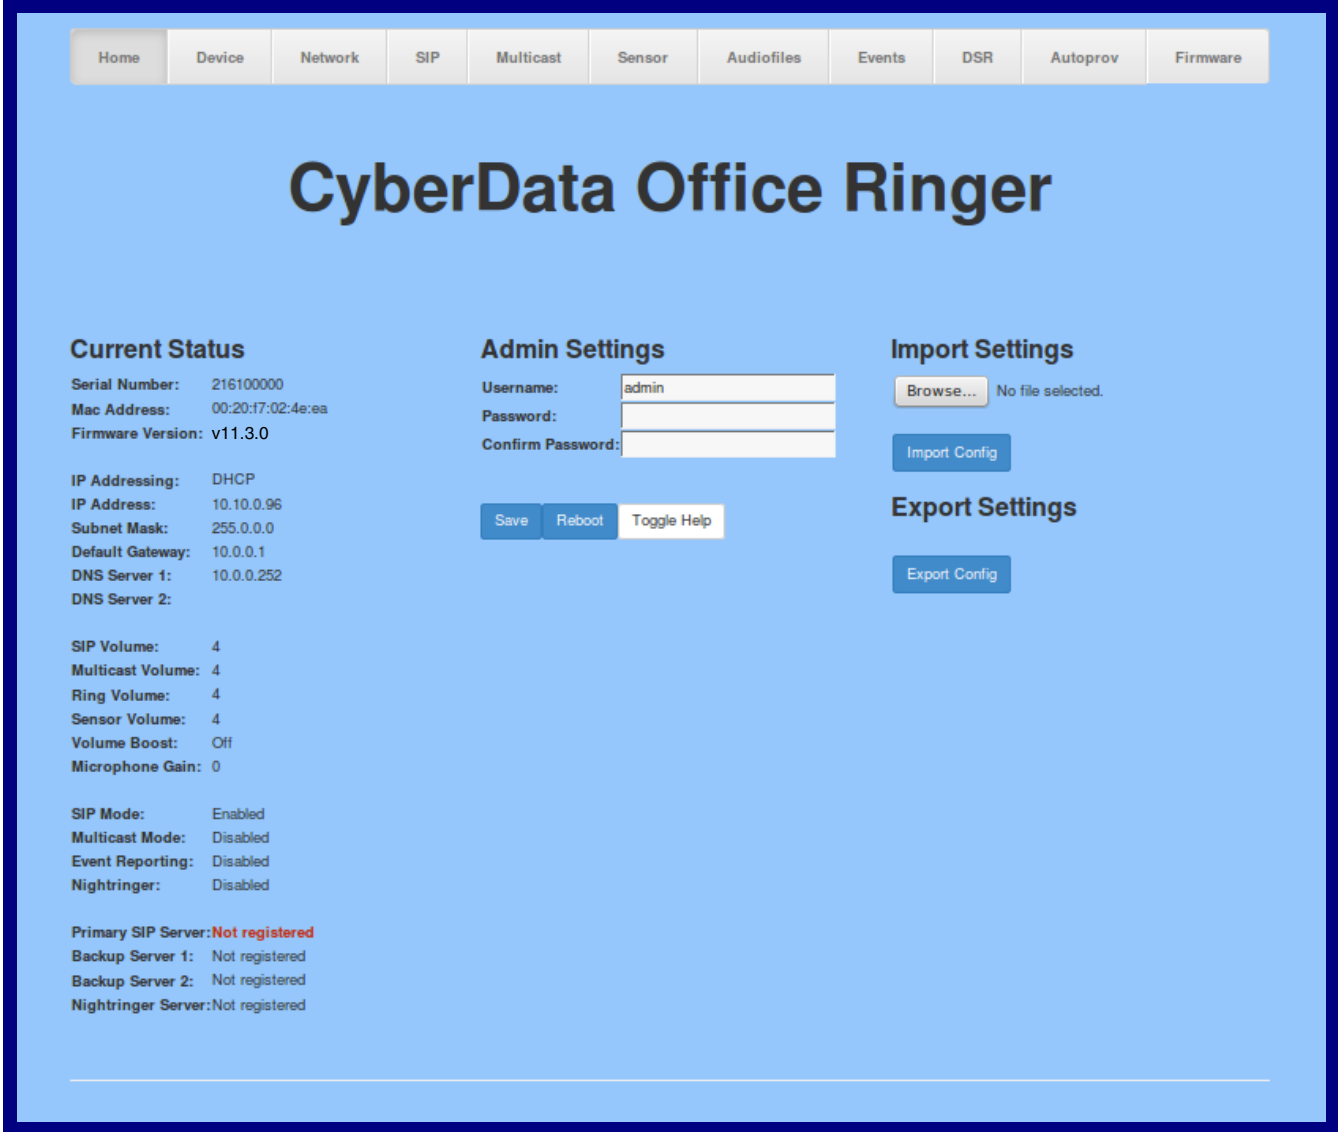 Home Device Network SIP Multicast Sensor Audiofiles Events DSR Autoprov Firmware
CyberData Office Ringer
Current Status
Serial Number: 216100000
Mac Address: 00:20:f7:02:4e:ea
Firmware Version: v11.3.0
IP Addressing: DHCP
IP Address: 10.10.0.96
Subnet Mask: 255.0.0.0
Default Gateway: 10.0.0.1
DNS Server 1: 10.0.0.252
DNS Server 2:
SIP Volume: 4
Multicast Volume: 4
Ring Volume: 4
Sensor Volume: 4
Volume Boost: Off
Microphone Gain: 0
SIP Mode: Enabled
Multicast Mode: Disabled
Event Reporting: Disabled
Nightringer: Disabled
Primary SIP Server: Not registered
Backup Server 1: Not registered
Backup Server 2: Not registered
Nightringer Server: Not registered
Admin Settings
Username: admin
Password:
Confirm Password:
Save Reboot Toggle Help
Import Settings
Browse... No file selected.
Import Config
Export Settings
Export Config